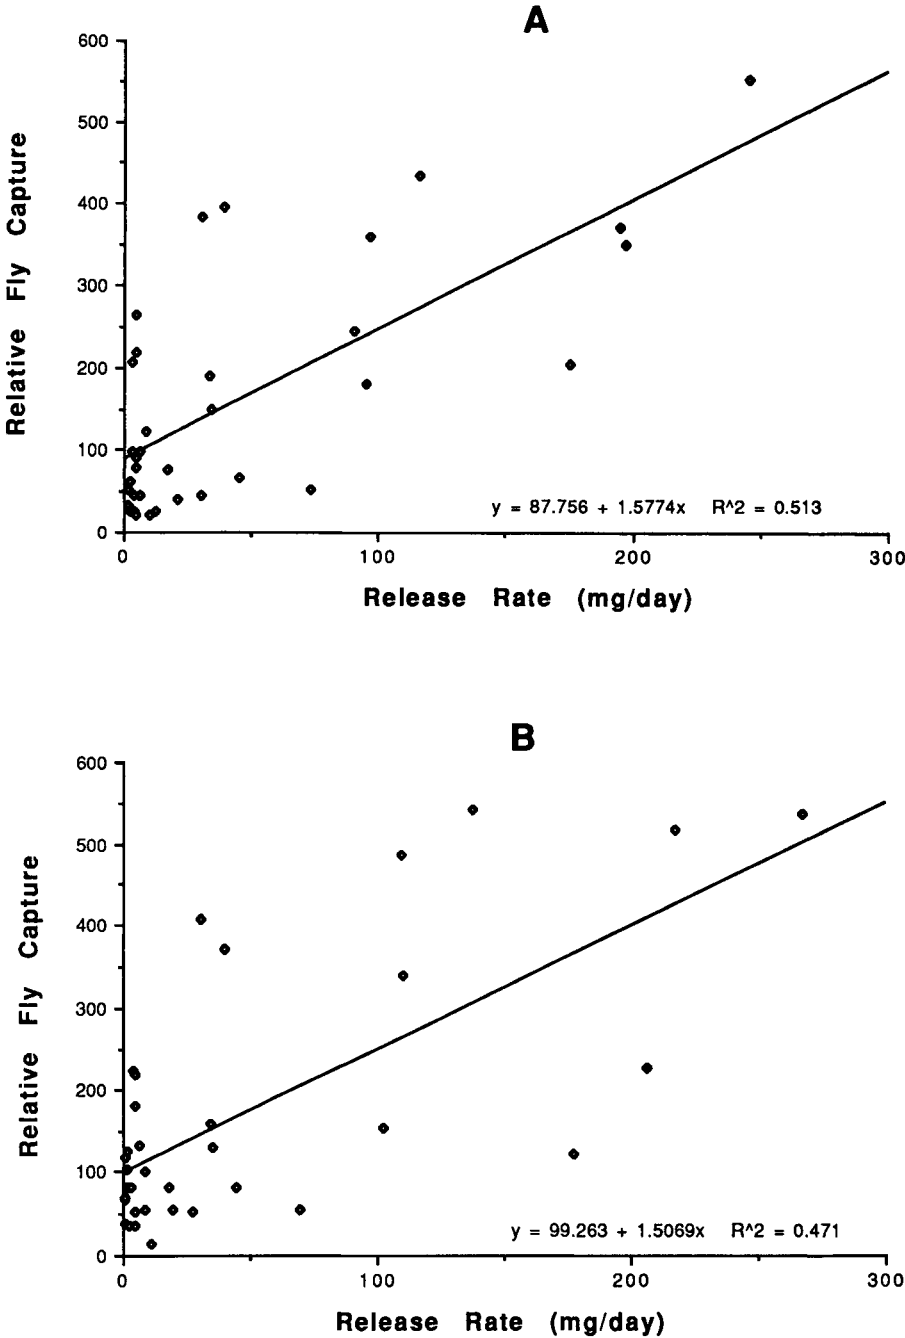 A
600
500
400
300
200
100
0
Relative Fly Capture
y = 87.756 + 1.5774x R^2 = 0.513
0 100 200 300
Release Rate (mg/day)
B
600
500
400
300
200
100
0
Relative Fly Capture
y = 99.263 + 1.5069x R^2 = 0.471
0 100 200 300
Release Rate (mg/day)